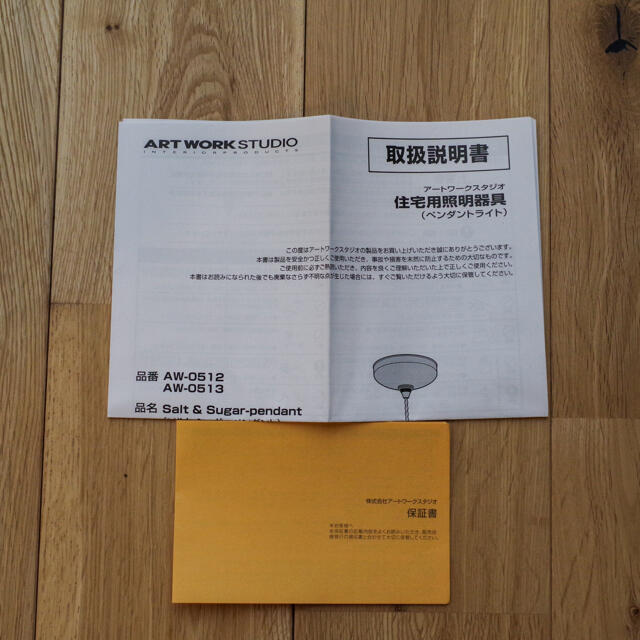 ART WORK STUDIO
INTERIOR PRODUCTS
取扱説明書
アートワークスタジオ
住宅用照明器具
(ペンダントライト)
この度はアートワークスタジオの製品をお買い上げいただき誠にありがとうございます。
本書は製品を安全かつ正しくご使用いただき、事故や損害を未然に防止するための大切なものです。
ご使用前に必ずご熟読いただき、内容を良くご理解いただいた上で正しくご使用ください。
本書はお読みになられた後でも廃棄なさらず不明な点が生じた場合には、すぐご覧いただけるよう大切に保管してください。
品番 AW-0512
AW-0513
品名 Salt & Sugar-pendant
株式会社アートワークスタジオ
保証書
お客様へ